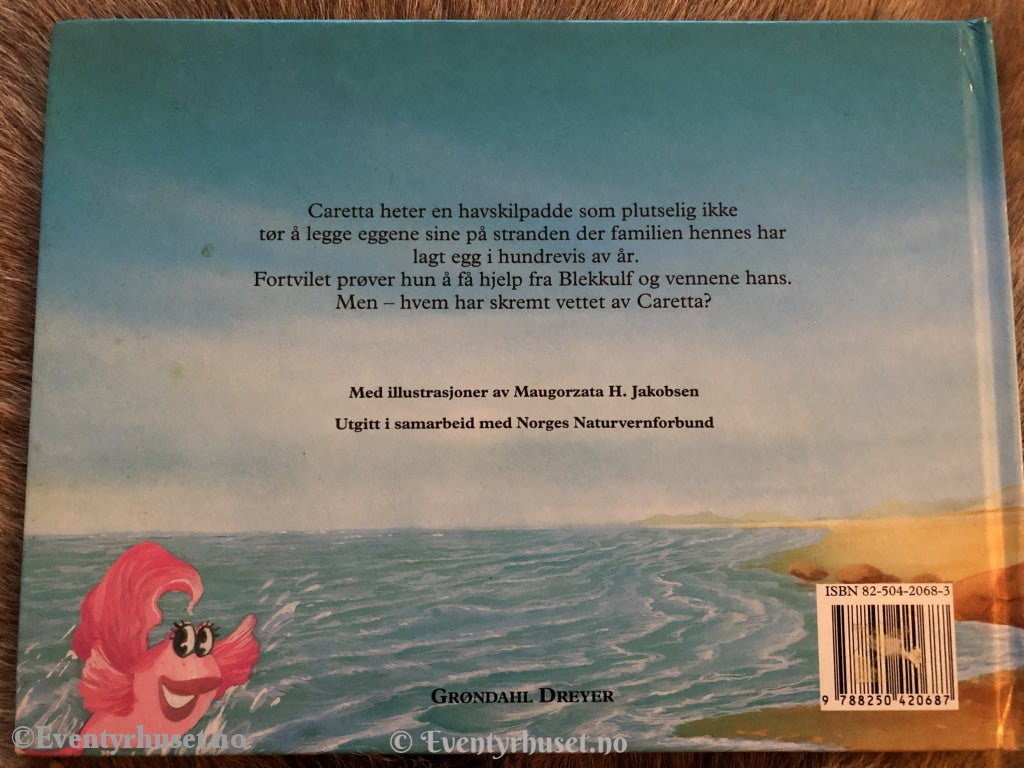 Caretta heter en havskilpadde som plutselig ikke
tør å legge eggene sine på stranden der familien hennes har
lagt egg i hundrevis av år.
Fortvilet prøver hun å få hjelp fra Blekkulf og vennene hans.
Men – hvem har skremt vettet av Caretta?
Med illustrasjoner av Maugorzata H. Jakobsen
Utgitt i samarbeid med Norges Naturvernforbund
ISBN 82-504-2068-3
9 788250 420687
GRØNDAHL DREYER
©Eventyrhuset.no
© Eventyrhuset.no